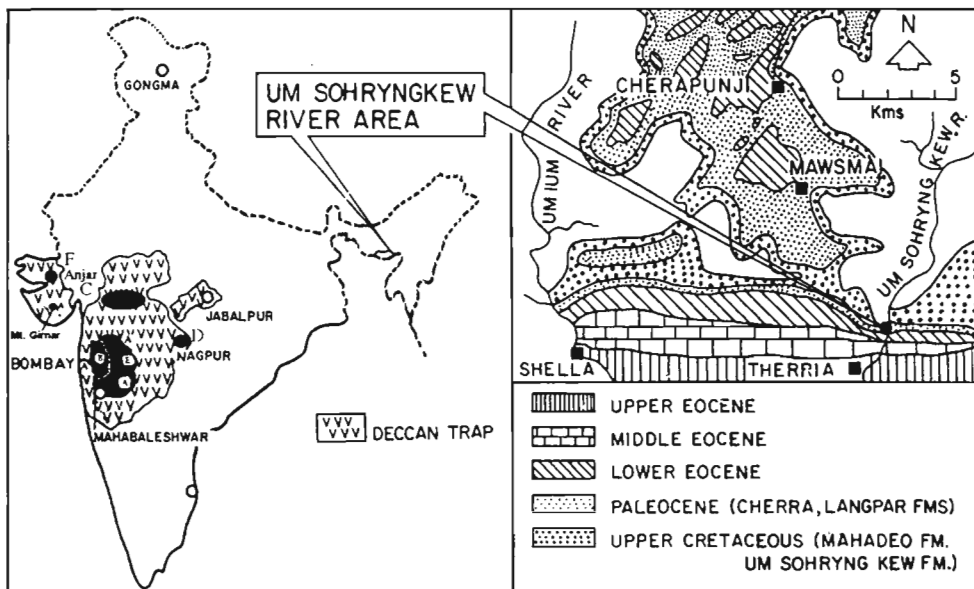 GONGMA
UM SOHRYNGKEW
RIVER AREA
F
Anjar
C
Mt. Girnar
JABALPUR
D
NAGPUR
BOMBAY
B
E
A
MAHABALESHWAR
DECCAN TRAP
N
0 5
Kms
CHERAPUNJI
MAWSMAI
UMIUM
RIVER
UM SOHRYNG KEW R.
SHELLA
THERRIA
UPPER EOCENE
MIDDLE EOCENE
LOWER EOCENE
PALEOCENE (CHERRA, LANGPAR FMS)
UPPER CRETACEOUS (MAHADEO FM.
UM SOHRYNG KEW FM.)